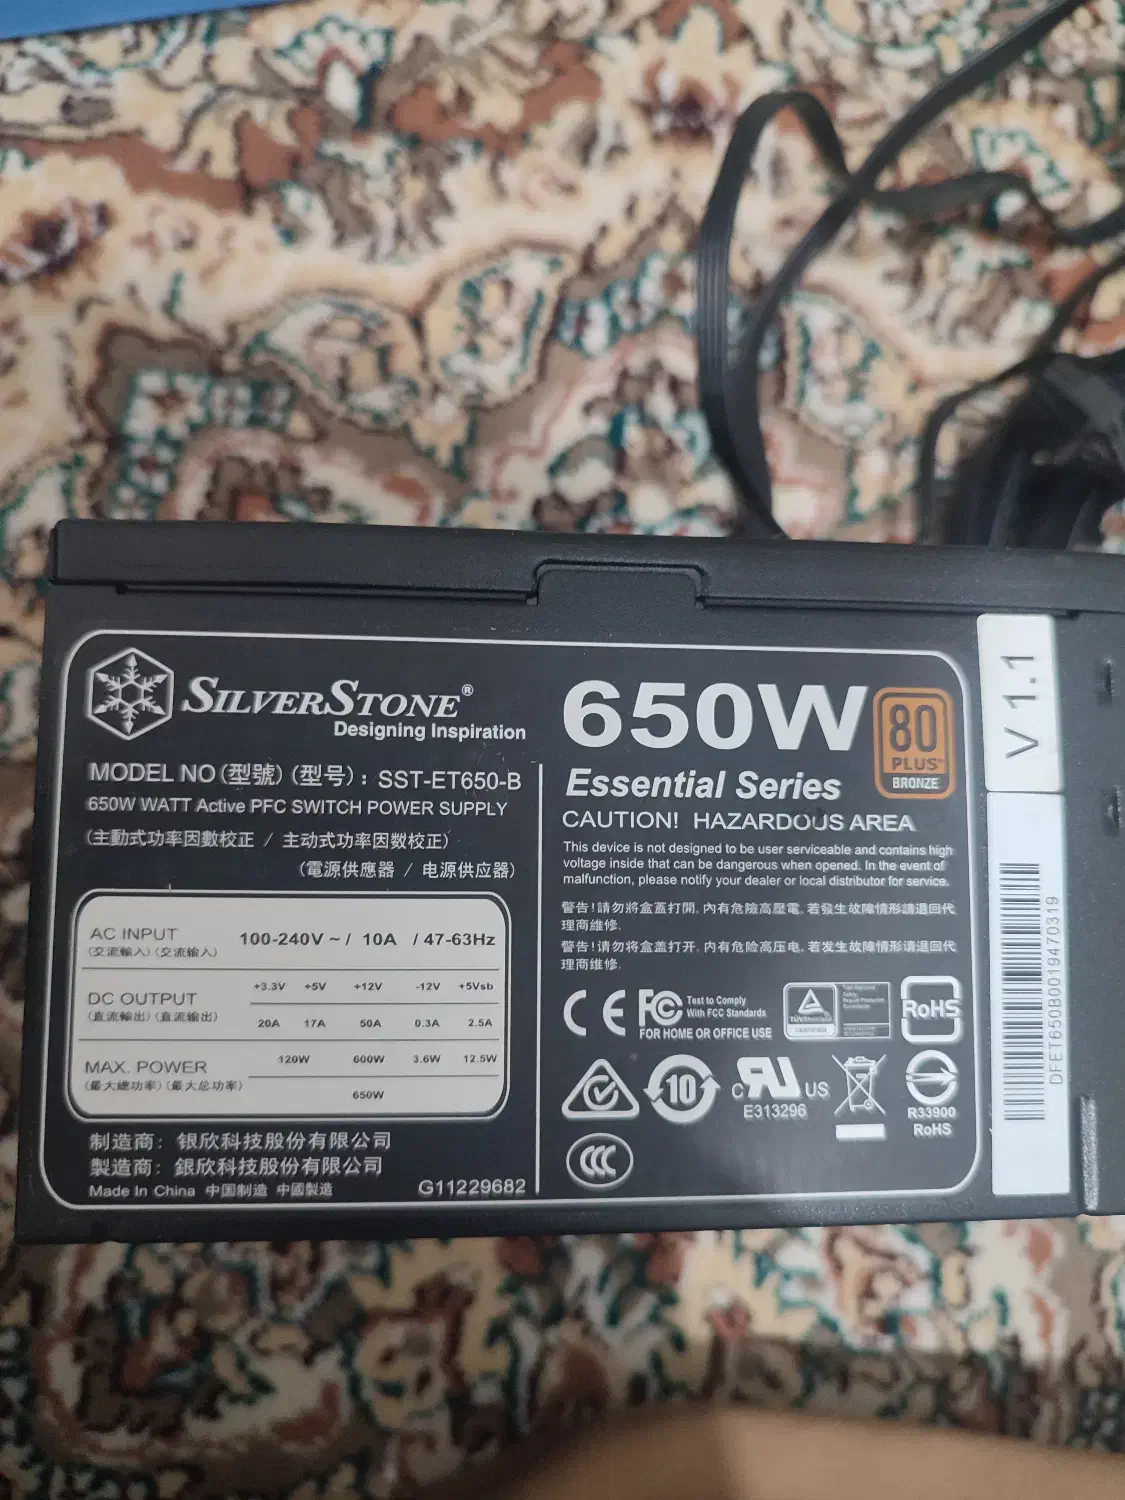 SILVERSTONE®
Designing Inspiration
MODEL NO(型號)(型号): SST-ET650-B
650W WATT Active PFC SWITCH POWER SUPPLY
(主動式功率因數校正 / 主动式功率因数校正)
(電源供應器 / 电源供应器)
AC INPUT
(交流輸入)(交流输入)
100-240V ~ / 10A / 47-63Hz
DC OUTPUT
(直流輸出)(直流输出)
+3.3V +5V +12V -12V +5Vsb
20A 17A 50A 0.3A 2.5A
MAX. POWER
(最大總功率)(最大总功率)
120W 600W 3.6W 12.5W
650W
制造商: 银欣科技股份有限公司
製造商: 銀欣科技股份有限公司
Made In China 中国制造 中國製造
G11229682
650W
80
PLUS
BRONZE
Essential Series
CAUTION! HAZARDOUS AREA
This device is not designed to be user serviceable and contains high
voltage inside that can be dangerous when opened. In the event of
malfunction, please notify your dealer or local distributor for service.
警告!請勿將盒蓋打開, 內有危險高壓電, 若發生故障情形請退回代
理商維修.
警告!请勿将盒盖打开, 内有危险高压电, 若发生故障情形请退回代
理商维修.
CE
FC
Test to Comply
With FCC Standards
FOR HOME OR OFFICE USE
TÜVRheinland
CERTIFIED
RoHS
10
c RU US
E313296
R33900
RoHS
CCC
V 1.1
DFET650B0019470319